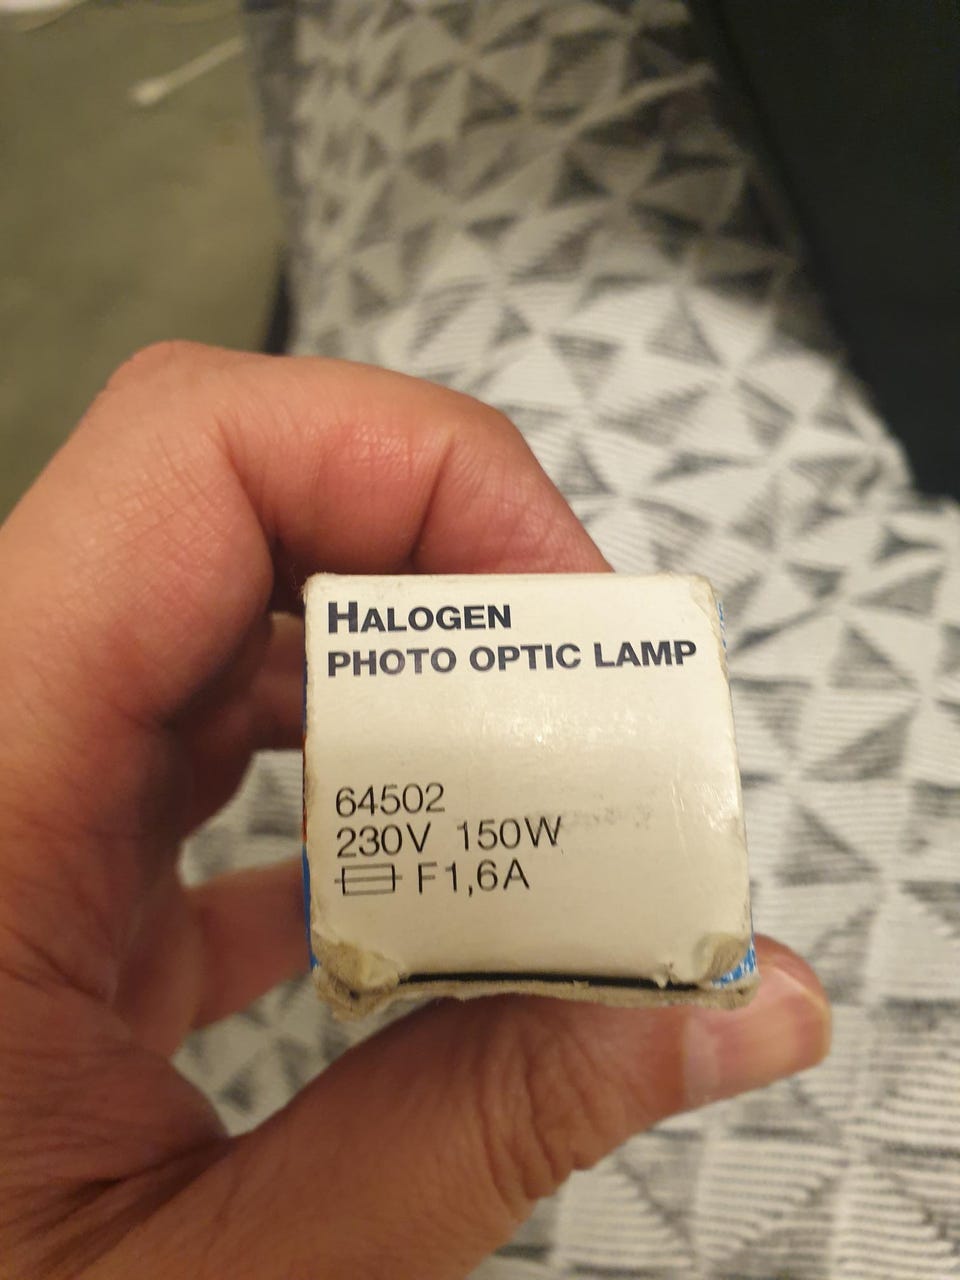 HALOGEN
PHOTO OPTIC LAMP
64502
230V 150W
F1,6A